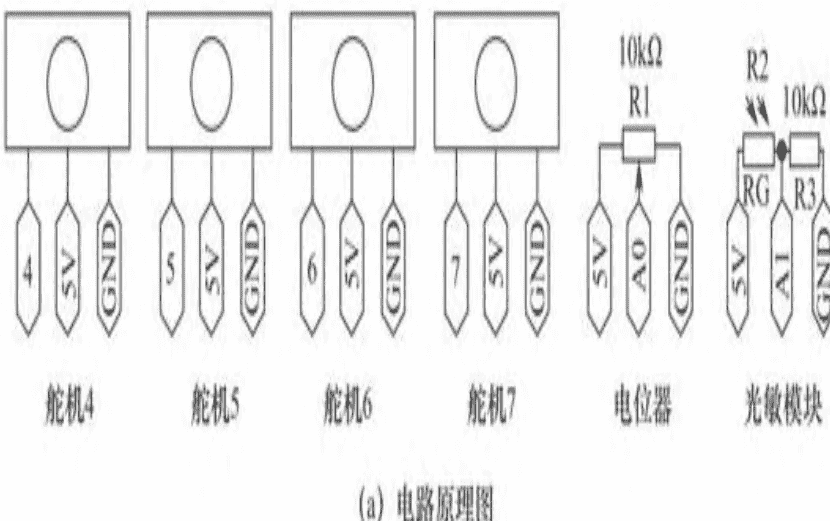 10kΩ
R1
R2
10kΩ
RG
R3
4
5V
GND
5
5V
GND
6
5V
GND
7
5V
GND
5V
A0
GND
5V
A1
GND
舵机4
舵机5
舵机6
舵机7
电位器
光敏模块
(a) 电路原理图